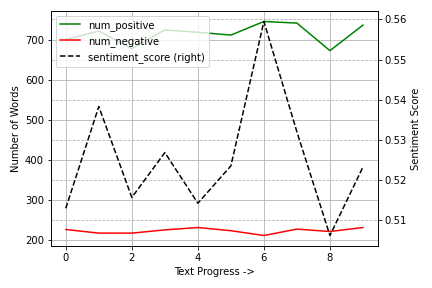 num_positive
num_negative
sentiment_score (right)
700
600
500
400
300
200
0.56
0.55
0.54
0.53
0.52
0.51
0 2 4 6 8
Number of Words
Sentiment Score
Text Progress ->